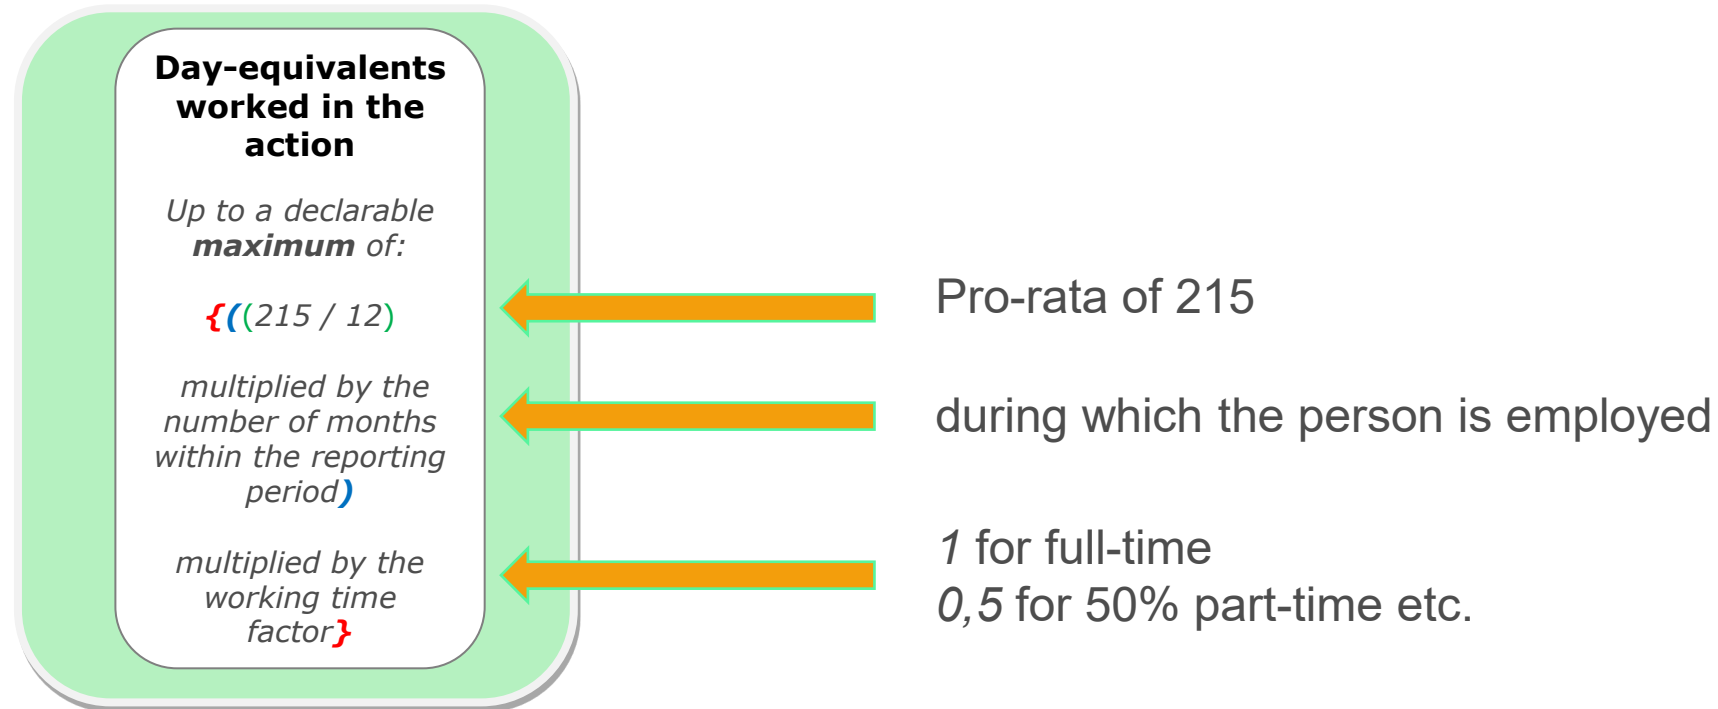 Day-equivalents
worked in the
action
Up to a declarable
maximum of:
{((215 / 12)
multiplied by the
number of months
within the reporting
period)
multiplied by the
working time
factor}
Pro-rata of 215
during which the person is employed
1 for full-time
0,5 for 50% part-time etc.